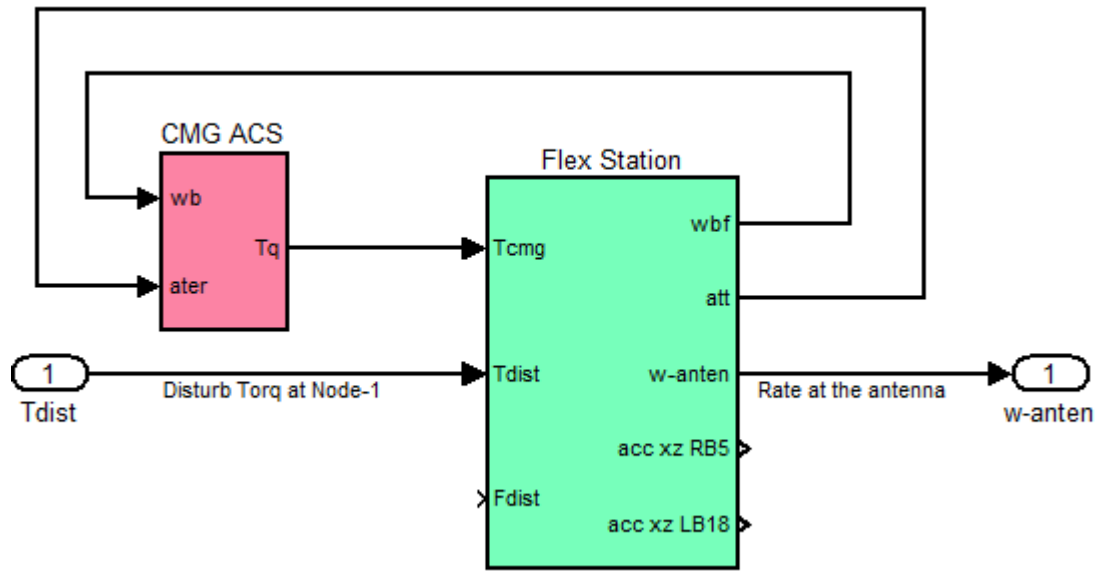 CMG ACS
wb
Tq
ater
Flex Station
wbf
Tcmg
att
1
Tdist
Disturb Torq at Node-1
Tdist
w-anten
Rate at the antenna
1
w-anten
acc xz RB5
Fdist
acc xz LB18